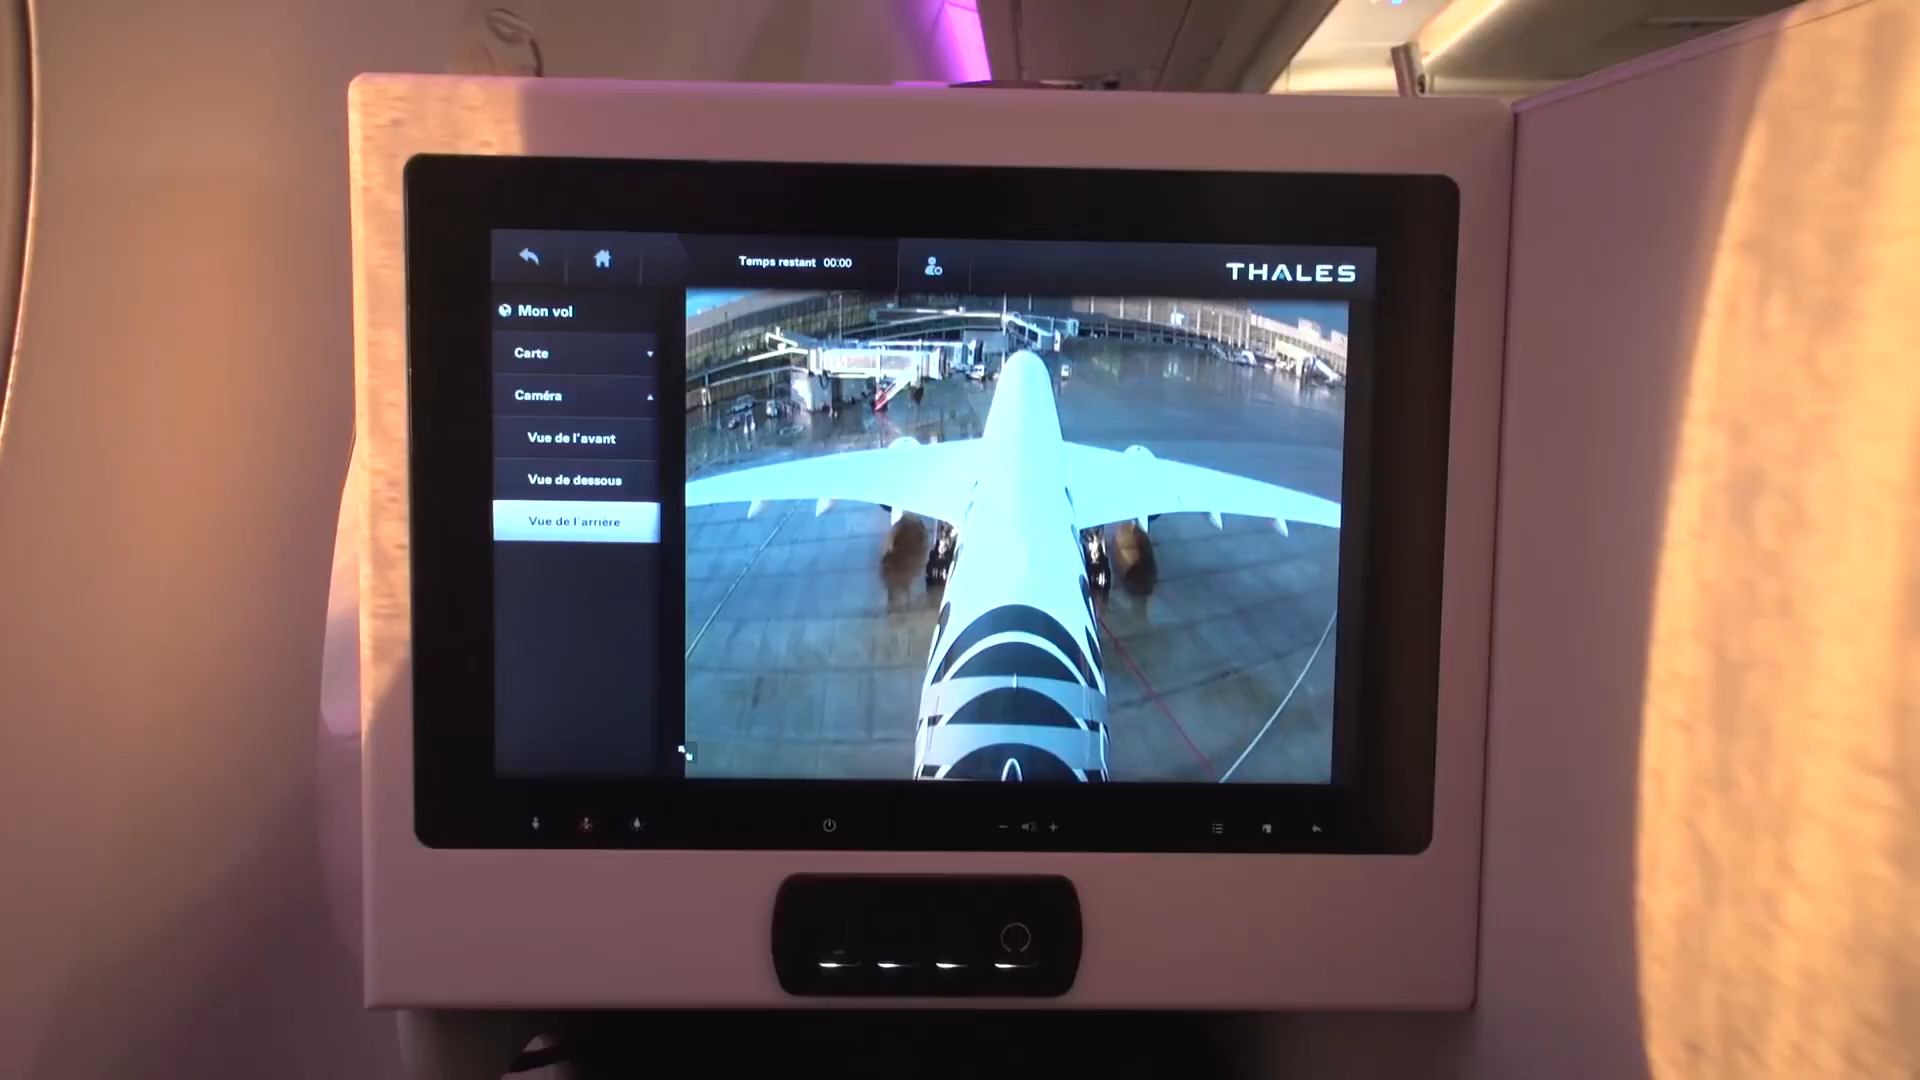 Temps restant 00:00
THALES
Mon vol
Carte
Caméra
Vue de l'avant
Vue de dessous
Vue de l'arrière